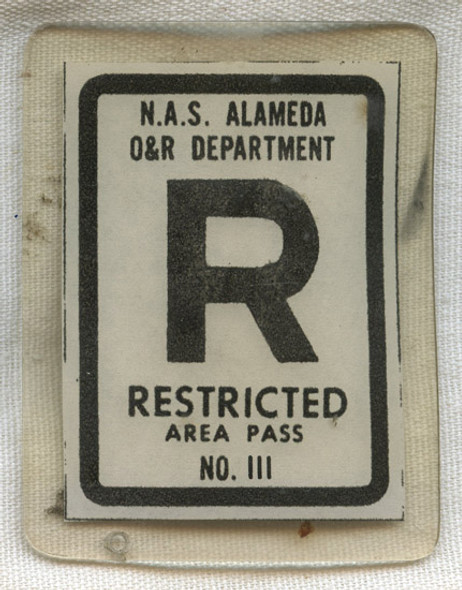 N.A.S. ALAMEDA
O&R DEPARTMENT
R
RESTRICTED
AREA PASS
NO. 111